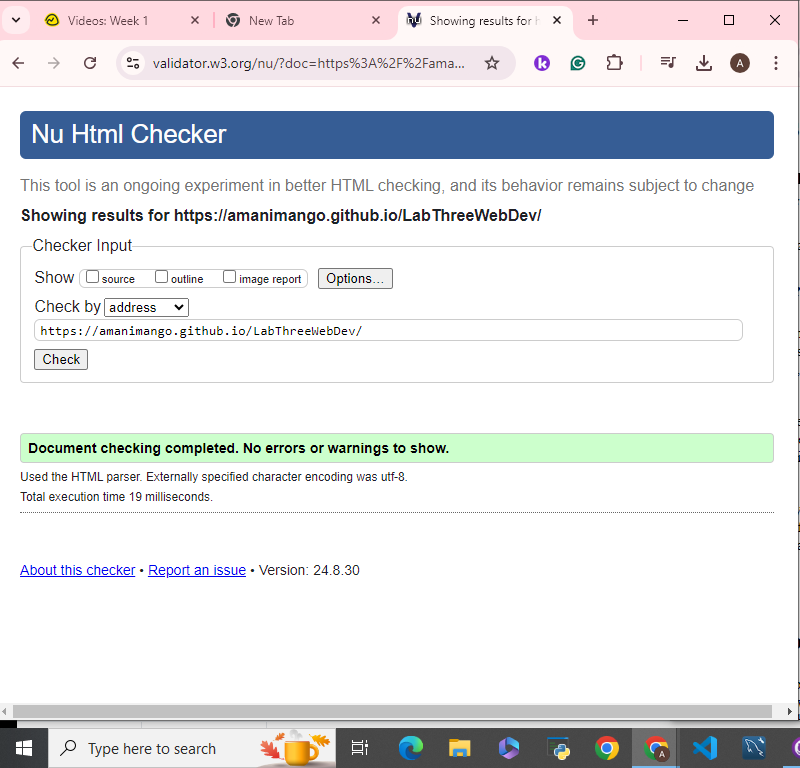 Videos: Week 1
New Tab
Showing results for h
validator.w3.org/nu/?doc=https%3A%2F%2Fama...
A
Nu Html Checker
This tool is an ongoing experiment in better HTML checking, and its behavior remains subject to change
Showing results for https://amanimango.github.io/LabThreeWebDev/
Checker Input
Show source outline image report Options...
Check by address
https://amanimango.github.io/LabThreeWebDev/
Check
Document checking completed. No errors or warnings to show.
Used the HTML parser. Externally specified character encoding was utf-8.
Total execution time 19 milliseconds.
About this checker • Report an issue • Version: 24.8.30
Type here to search
A